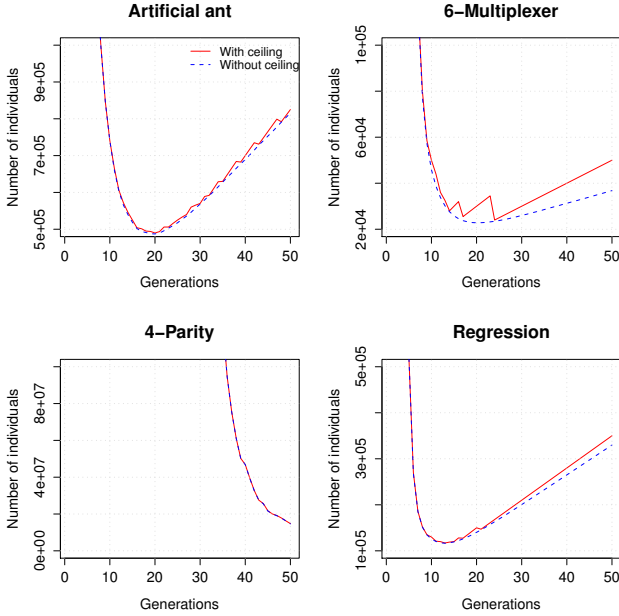 Artificial ant
Number of individuals
5e+05 7e+05 9e+05
With ceiling
Without ceiling
0 10 20 30 40 50
Generations
6−Multiplexer
Number of individuals
2e+04 6e+04 1e+05
0 10 20 30 40 50
Generations
4−Parity
Number of individuals
0e+00 4e+07 8e+07
0 10 20 30 40 50
Generations
Regression
Number of individuals
1e+05 3e+05 5e+05
0 10 20 30 40 50
Generations